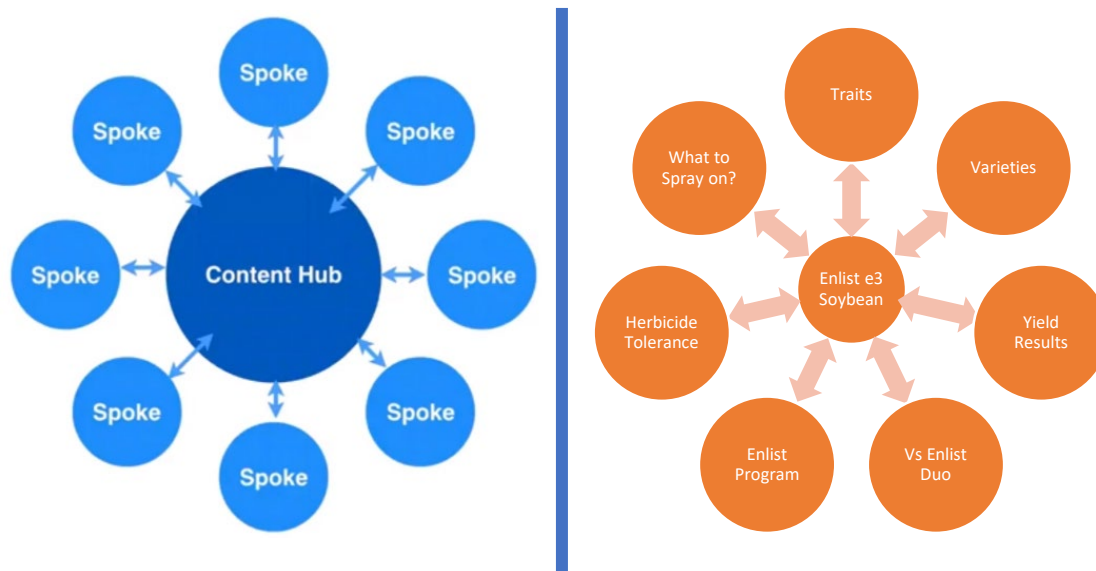 Spoke
Spoke
Spoke
Spoke
Content Hub
Spoke
Spoke
Spoke
Spoke
Traits
What to
Spray on?
Varieties
Enlist e3
Soybean
Herbicide
Tolerance
Yield
Results
Enlist
Program
Vs Enlist
Duo